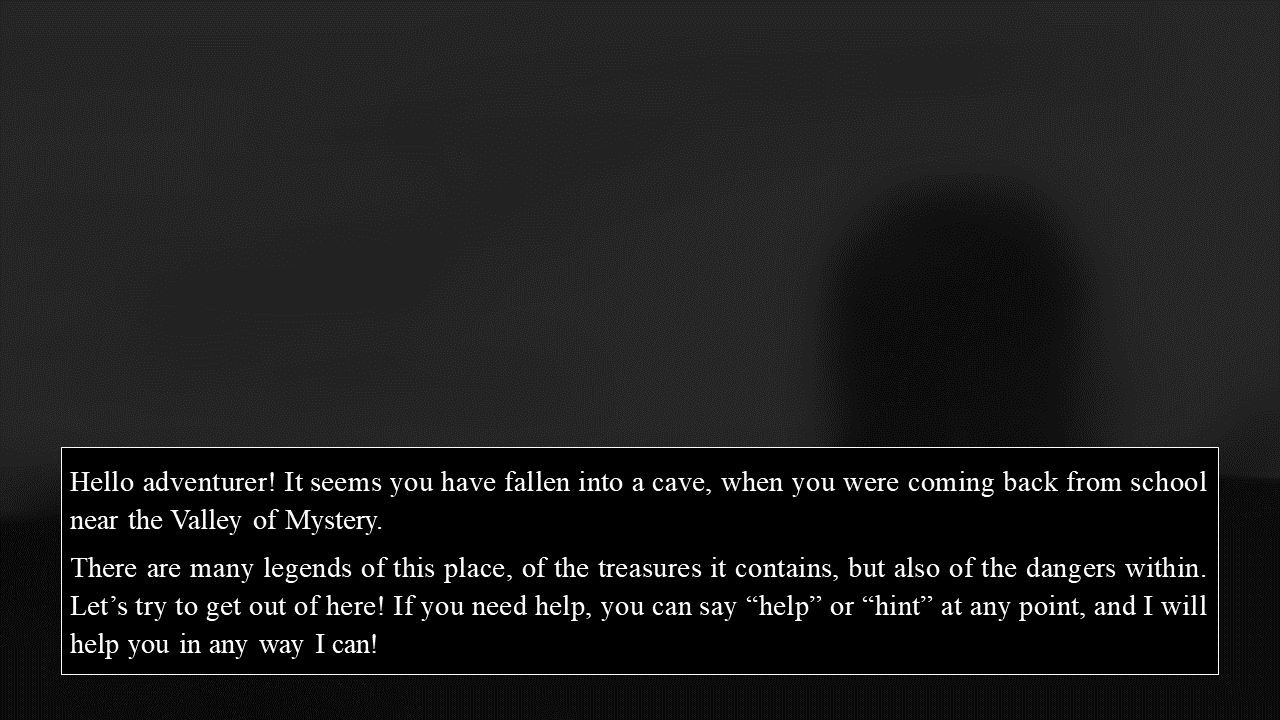 Hello adventurer! It seems you have fallen into a cave, when you were coming back from school
near the Valley of Mystery.
There are many legends of this place, of the treasures it contains, but also of the dangers within.
Let’s try to get out of here! If you need help, you can say “help” or “hint” at any point, and I will
help you in any way I can!